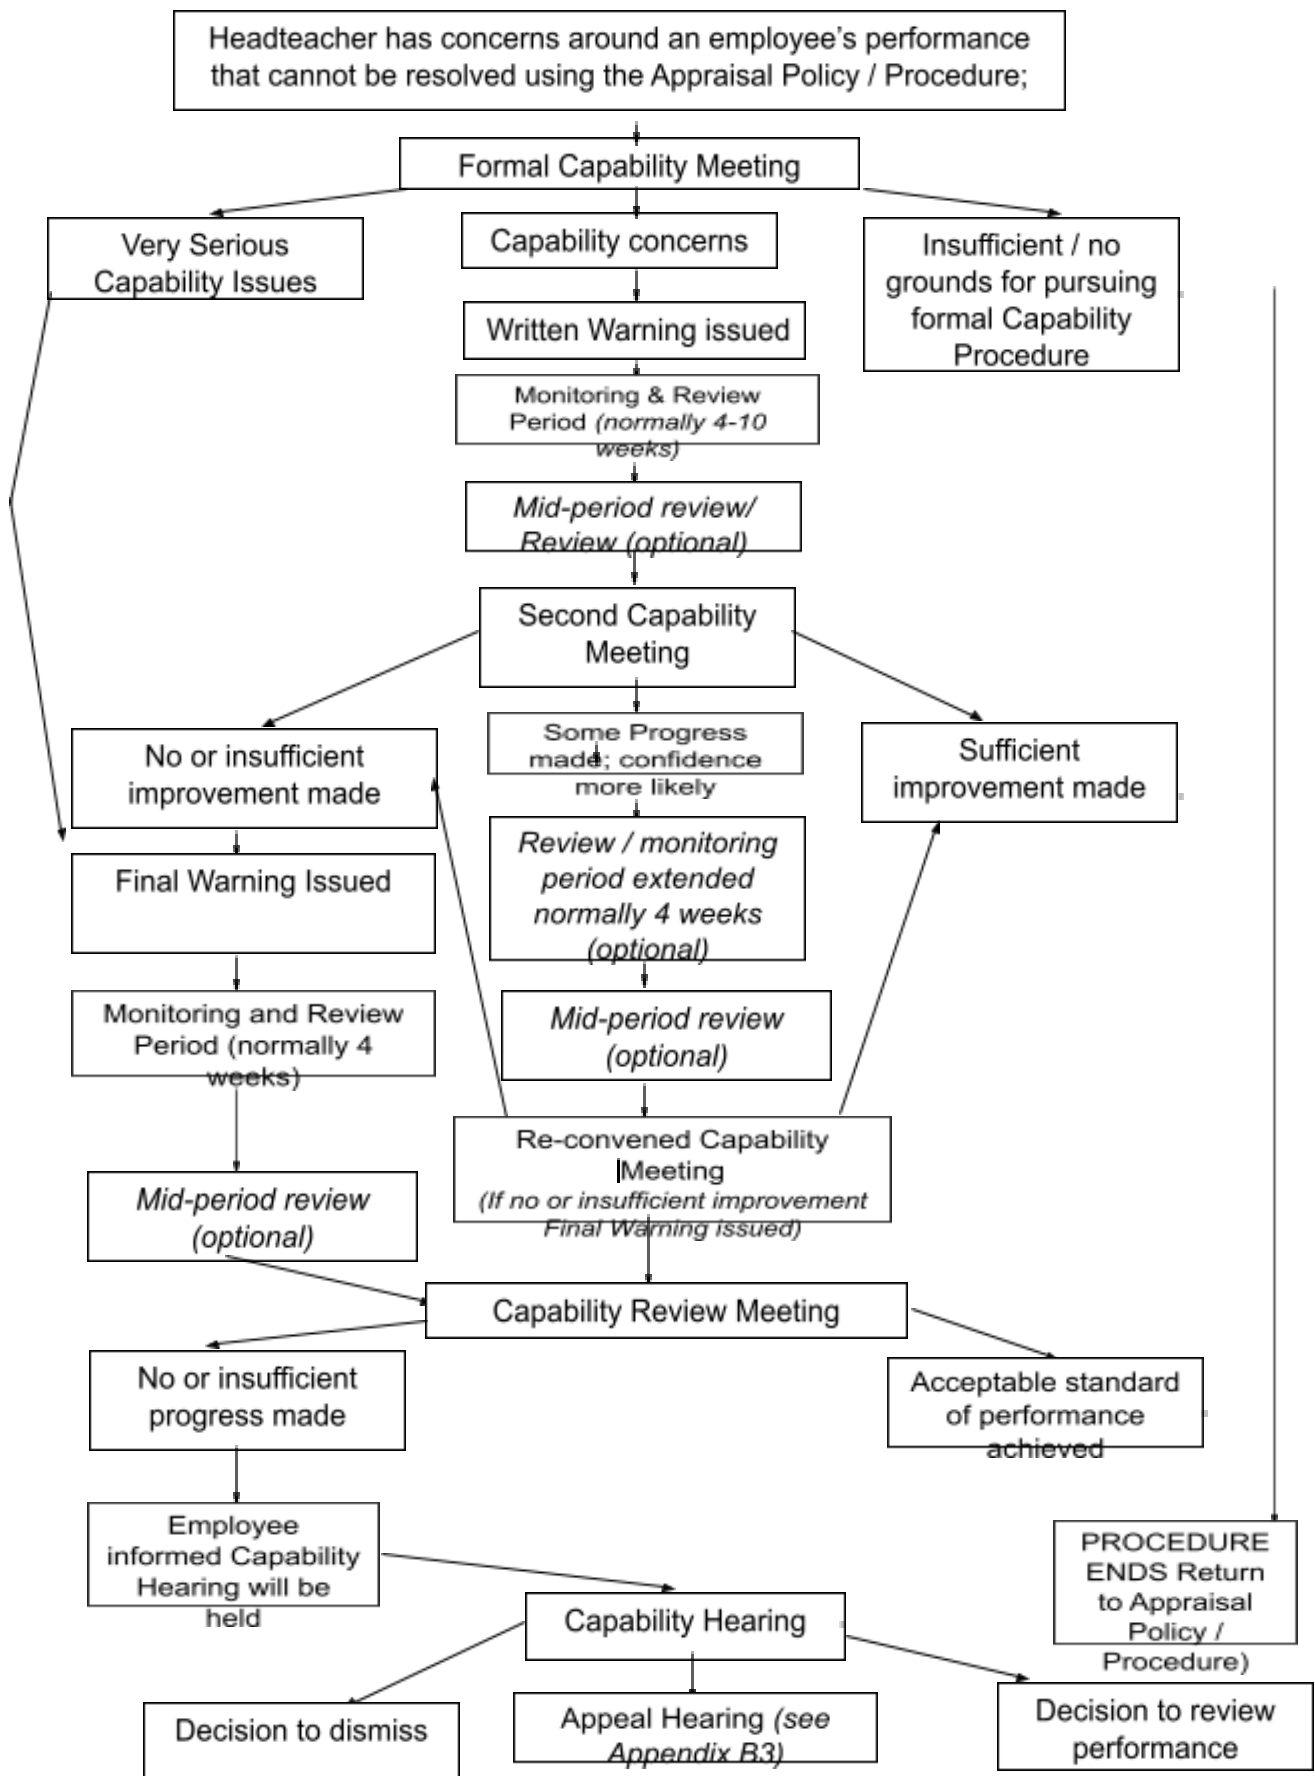 Headteacher has concerns around an employee's performance
that cannot be resolved using the Appraisal Policy / Procedure;
Formal Capability Meeting
Very Serious
Capability Issues
Capability concerns
Insufficient / no
grounds for pursuing
formal Capability
Procedure
Written Warning issued
Monitoring & Review
Period (normally 4-10
weeks)
Mid-period review/
Review (optional)
Second Capability
Meeting
No or insufficient
improvement made
Some Progress
made; confidence
more likely
Sufficient
improvement made
Final Warning Issued
Review / monitoring
period extended
normally 4 weeks
(optional)
Monitoring and Review
Period (normally 4
weeks)
Mid-period review
(optional)
Re-convened Capability
Meeting
(If no or insufficient improvement
Final Warning issued)
Mid-period review
(optional)
Capability Review Meeting
No or insufficient
progress made
Acceptable standard
of performance
achieved
Employee
informed Capability
Hearing will be
held
PROCEDURE
ENDS Return
to Appraisal
Policy /
Procedure)
Capability Hearing
Decision to dismiss
Appeal Hearing (see
Appendix B3)
Decision to review
performance